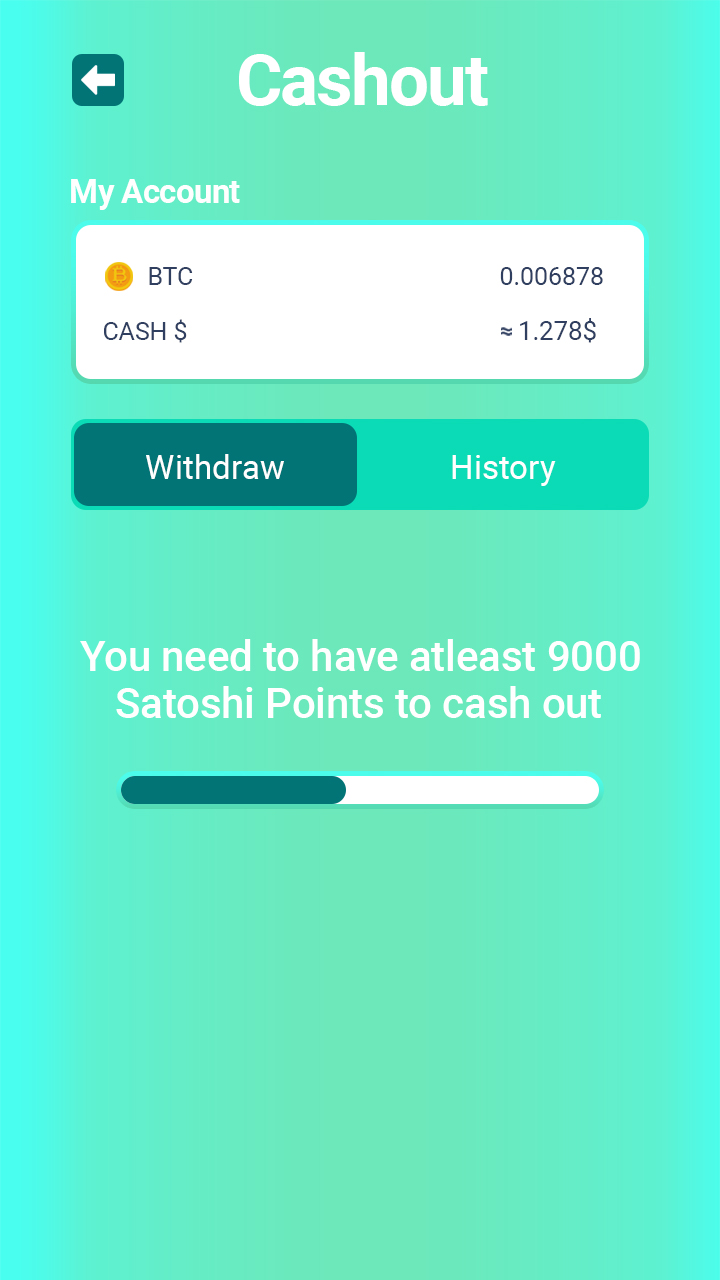 Cashout
My Account
BTC 0.006878
CASH $ ≈ 1.278$
Withdraw History
You need to have atleast 9000
Satoshi Points to cash out